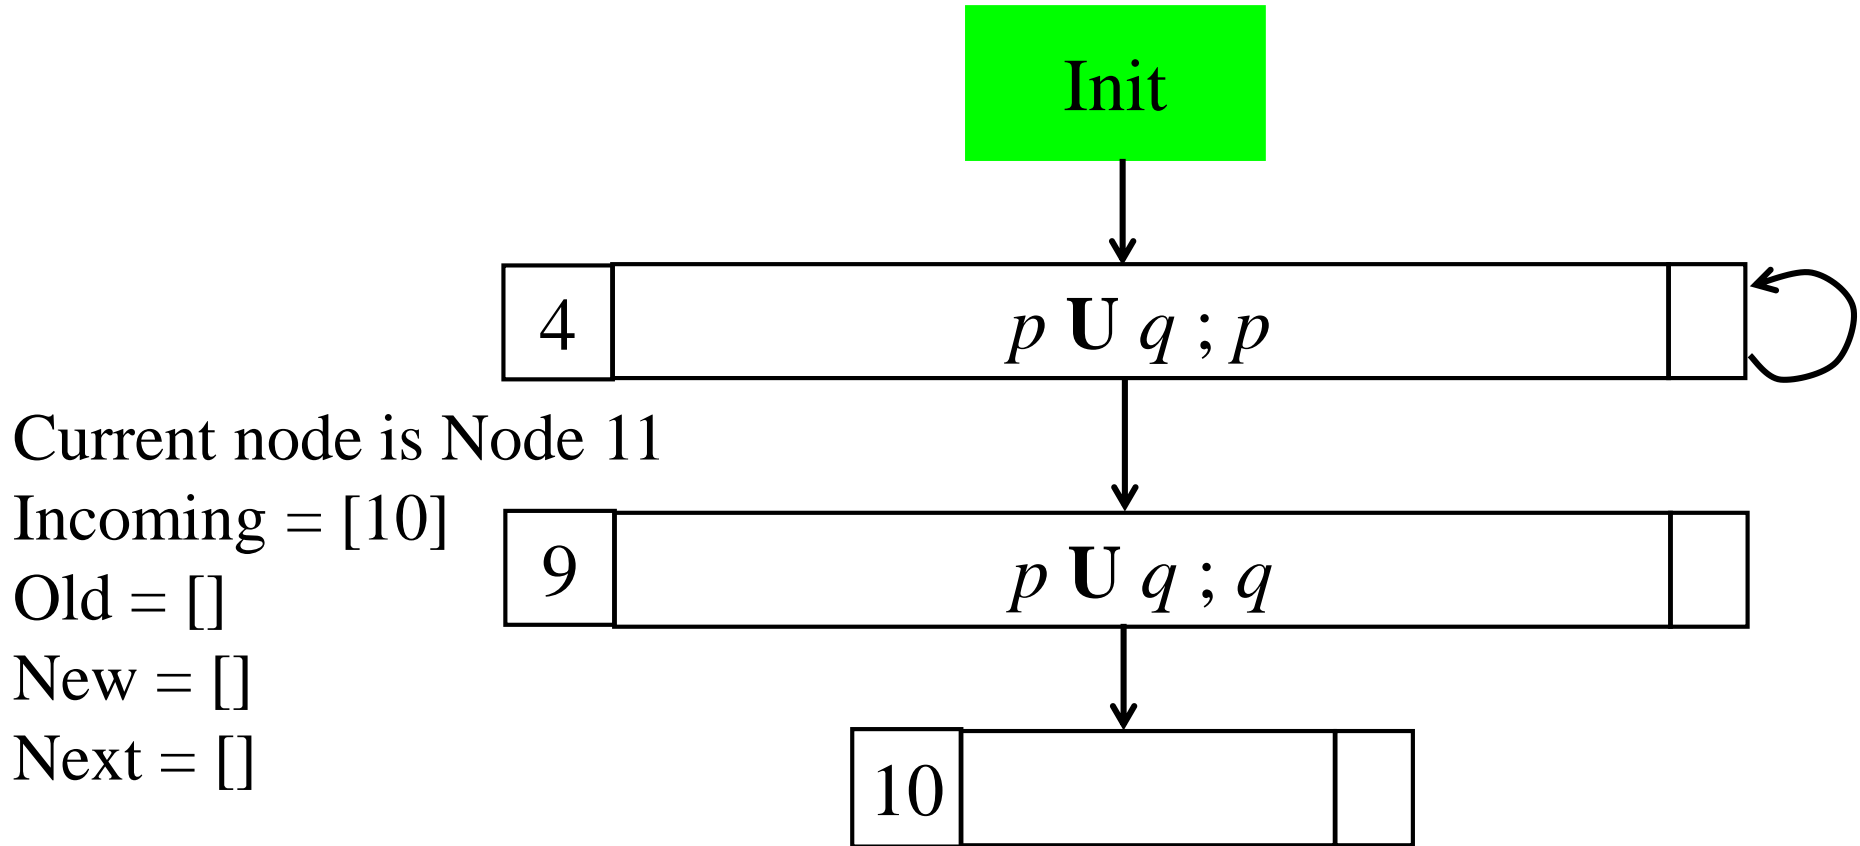 Init
4
p U q ; p
Current node is Node 11
Incoming = [10]
Old = []
New = []
Next = []
9
p U q ; q
10